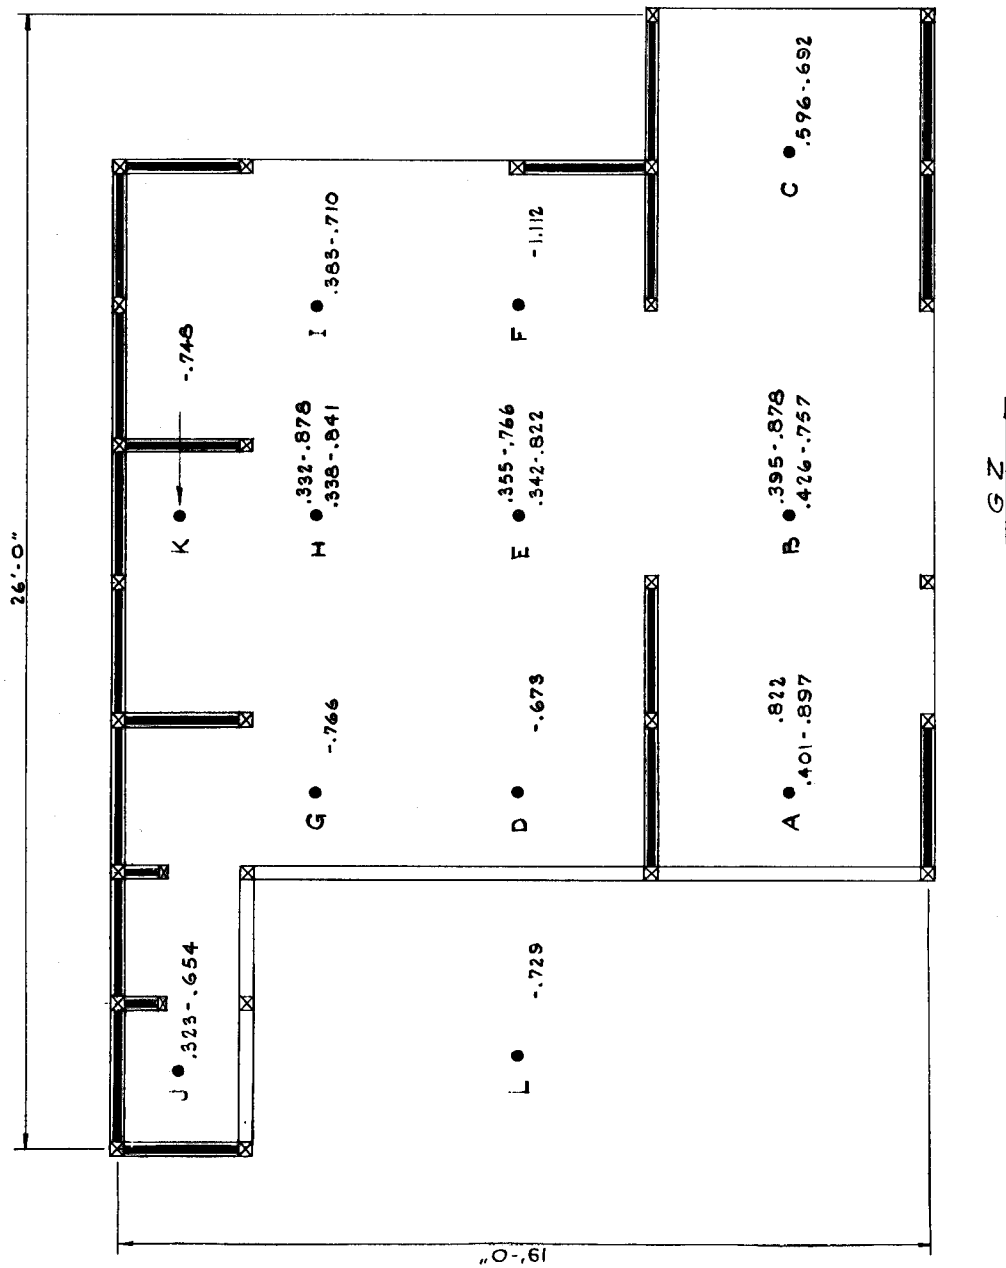 26'-0"
19'-0"
K
-.748
J
.323-.654
H
.332-.878
.338-.841
I
.383-.710
G
-.766
E
.355-.766
.342-.822
F
-1.112
D
-.673
L
-.729
C
.596-.692
B
.395-.878
.426-.757
A
.822
.401-.897
G Z